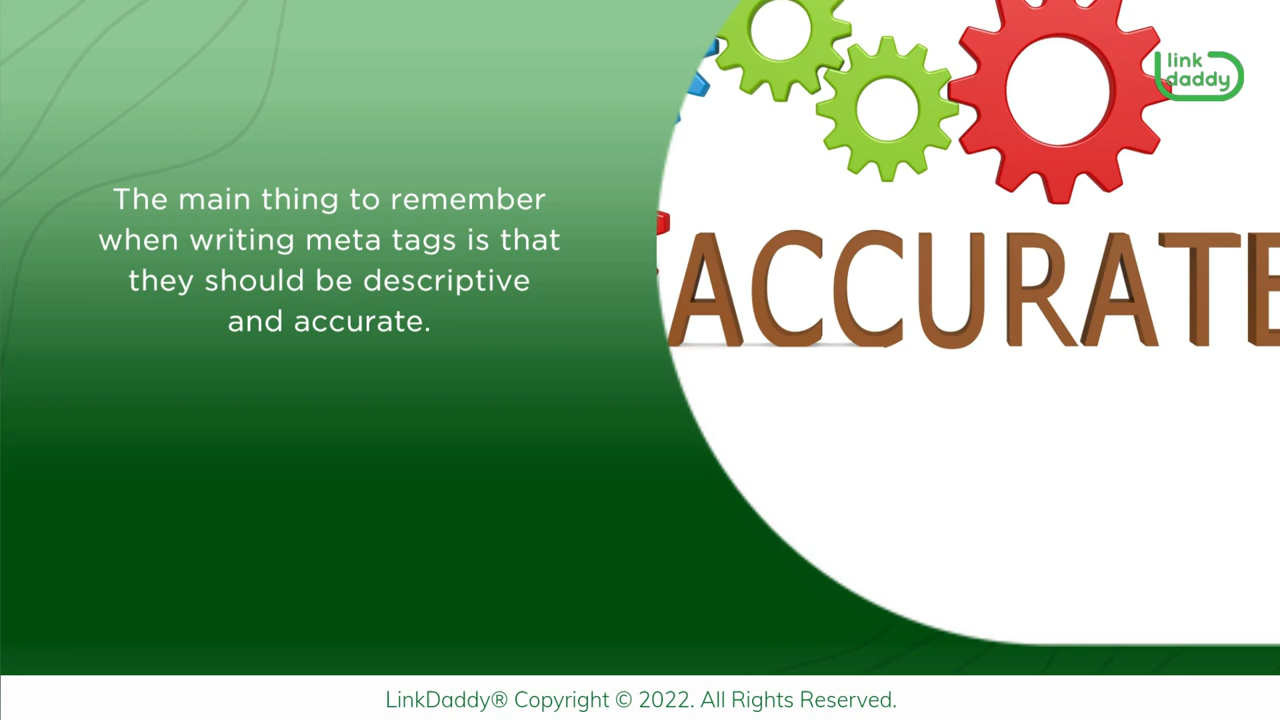 link
daddy
The main thing to remember
when writing meta tags is that
they should be descriptive
and accurate.
ACCURATE
LinkDaddy® Copyright © 2022. All Rights Reserved.